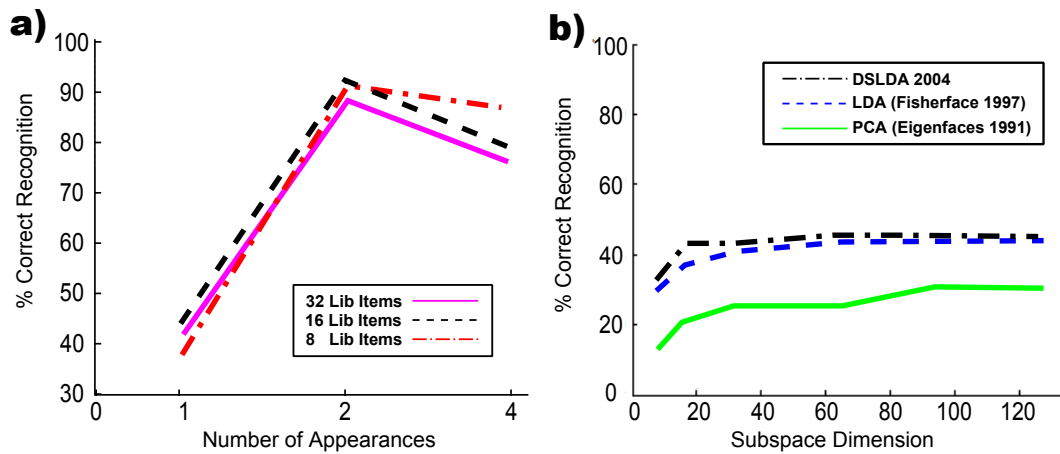 a)
100
90
80
70
60
50
40
30
0
1
2
4
% Correct Recognition
Number of Appearances
32 Lib Items
16 Lib Items
8 Lib Items
b)
100
80
60
40
20
0
0
20
40
60
80
100
120
% Correct Recognition
Subspace Dimension
DSLDA 2004
LDA (Fisherface 1997)
PCA (Eigenfaces 1991)